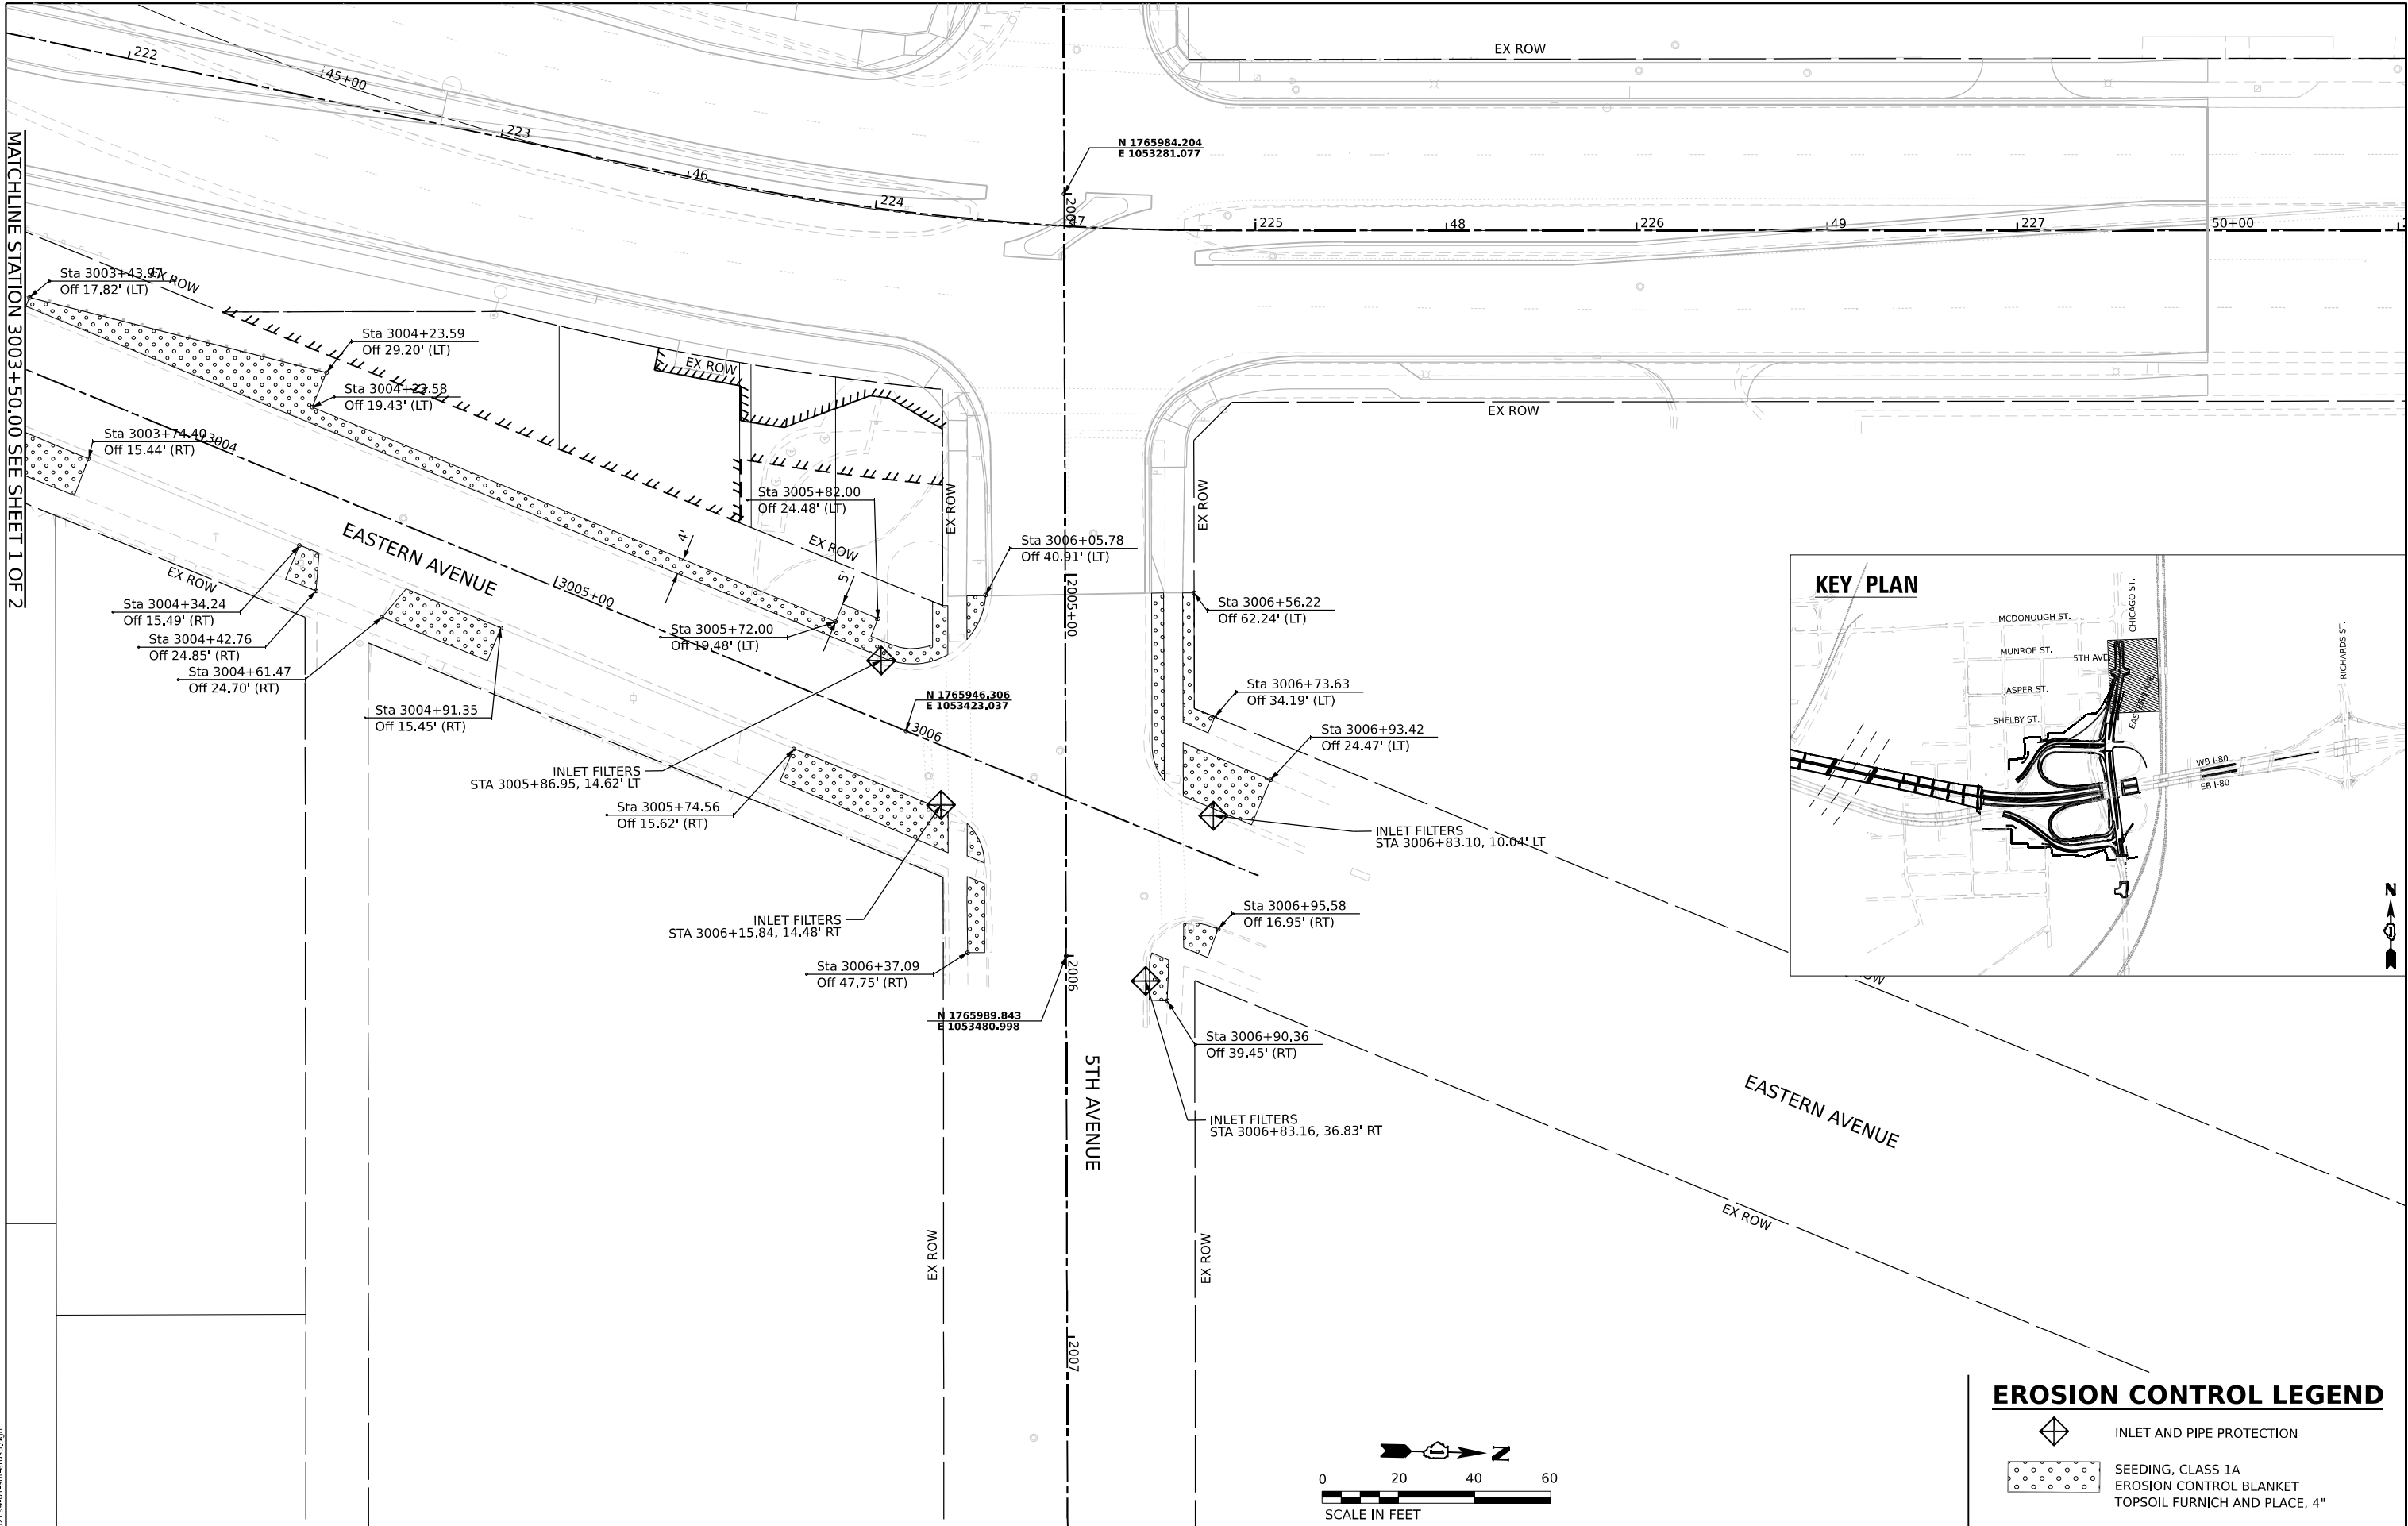 222
45+00
223
46
224
EX ROW
N 1765984.204
E 1053281.077
47
225
48
226
49
227
50+00
MATCHLINE STATION 3003+50.00 SEE SHEET 1 OF 2
Sta 3003+43.97
Off 17.82' (LT)
EX ROW
Sta 3004+23.59
Off 29.20' (LT)
Sta 3004+23.58
Off 19.43' (LT)
EX ROW
EX ROW
Sta 3003+74.40
Off 15.44' (RT)
3004
Sta 3005+82.00
Off 24.48' (LT)
EX ROW
EX ROW
EASTERN AVENUE
4'
EX ROW
Sta 3006+05.78
Off 40.91' (LT)
EX ROW
3005+00
5'
2005+00
Sta 3004+34.24
Off 15.49' (RT)
Sta 3006+56.22
Off 62.24' (LT)
Sta 3004+42.76
Off 24.85' (RT)
Sta 3005+72.00
Off 19.48' (LT)
Sta 3004+61.47
Off 24.70' (RT)
N 1765946.306
E 1053423.037
Sta 3006+73.63
Off 34.19' (LT)
Sta 3004+91.35
Off 15.45' (RT)
3006
Sta 3006+93.42
Off 24.47' (LT)
INLET FILTERS
STA 3005+86.95, 14.62' LT
Sta 3005+74.56
Off 15.62' (RT)
INLET FILTERS
STA 3006+83.10, 10.04' LT
INLET FILTERS
STA 3006+15.84, 14.48' RT
Sta 3006+95.58
Off 16.95' (RT)
Sta 3006+37.09
Off 47.75' (RT)
2006
N 1765989.843
E 1053480.998
Sta 3006+90.36
Off 39.45' (RT)
5TH AVENUE
INLET FILTERS
STA 3006+83.16, 36.83' RT
EASTERN AVENUE
EX ROW
EX ROW
EX ROW
2007
KEY PLAN
MCDONOUGH ST.
CHICAGO ST.
MUNROE ST.
5TH AVE
RICHARDS ST.
JASPER ST.
EASTERN AVE
SHELBY ST.
WB I-80
EB I-80
N
N
0 20 40 60
SCALE IN FEET
EROSION CONTROL LEGEND
INLET AND PIPE PROTECTION
SEEDING, CLASS 1A
EROSION CONTROL BLANKET
TOPSOIL FURNICH AND PLACE, 4"